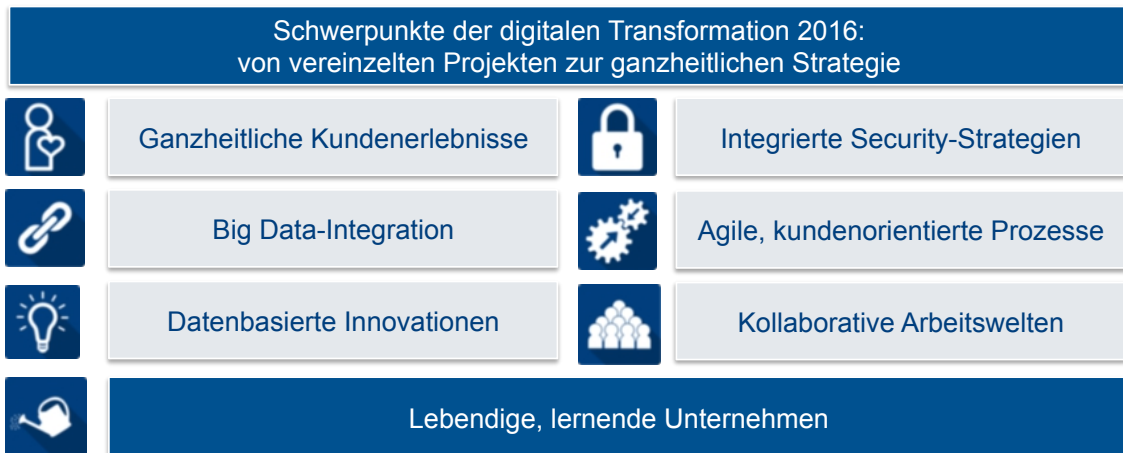 Schwerpunkte der digitalen Transformation 2016:
von vereinzelten Projekten zur ganzheitlichen Strategie
Ganzheitliche Kundenerlebnisse
Integrierte Security-Strategien
Big Data-Integration
Agile, kundenorientierte Prozesse
Datenbasierte Innovationen
Kollaborative Arbeitswelten
Lebendige, lernende Unternehmen